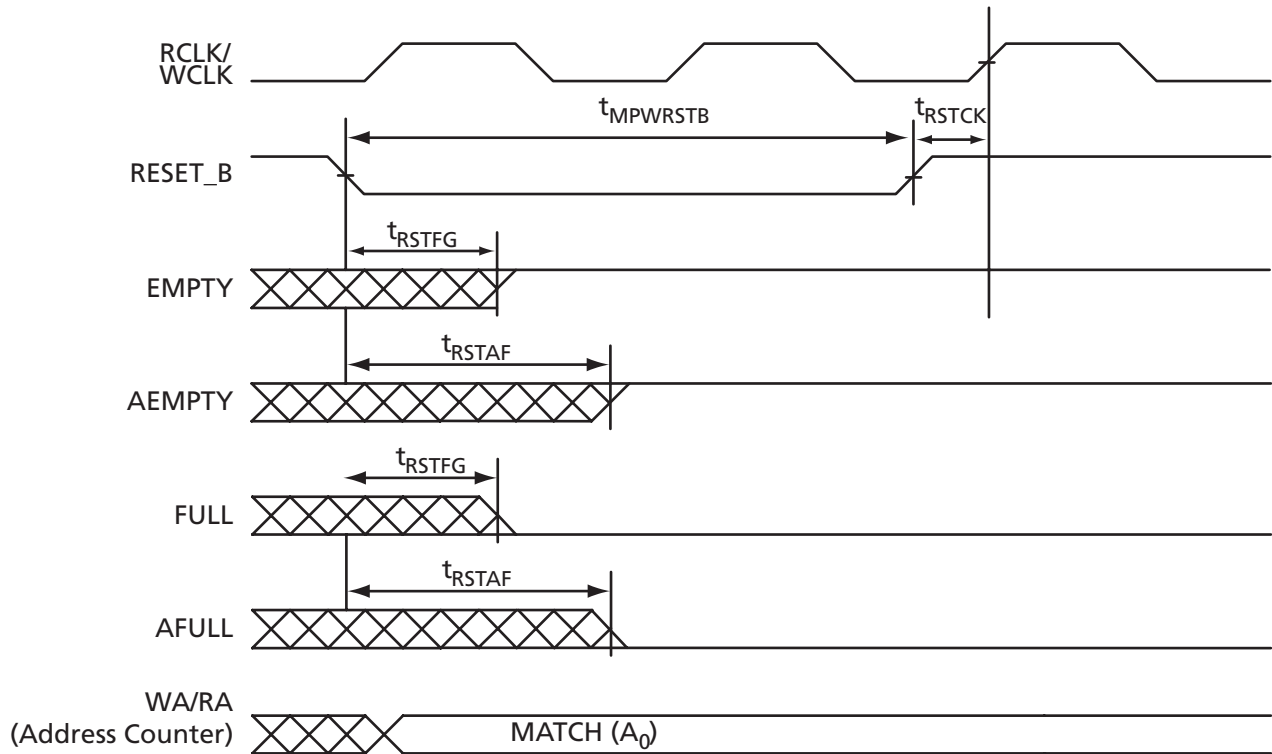 RCLK/
WCLK
tMPWRSTB
tRSTCK
RESET_B
tRSTFG
EMPTY
tRSTAF
AEMPTY
tRSTFG
FULL
tRSTAF
AFULL
WA/RA
(Address Counter)
MATCH (A0)